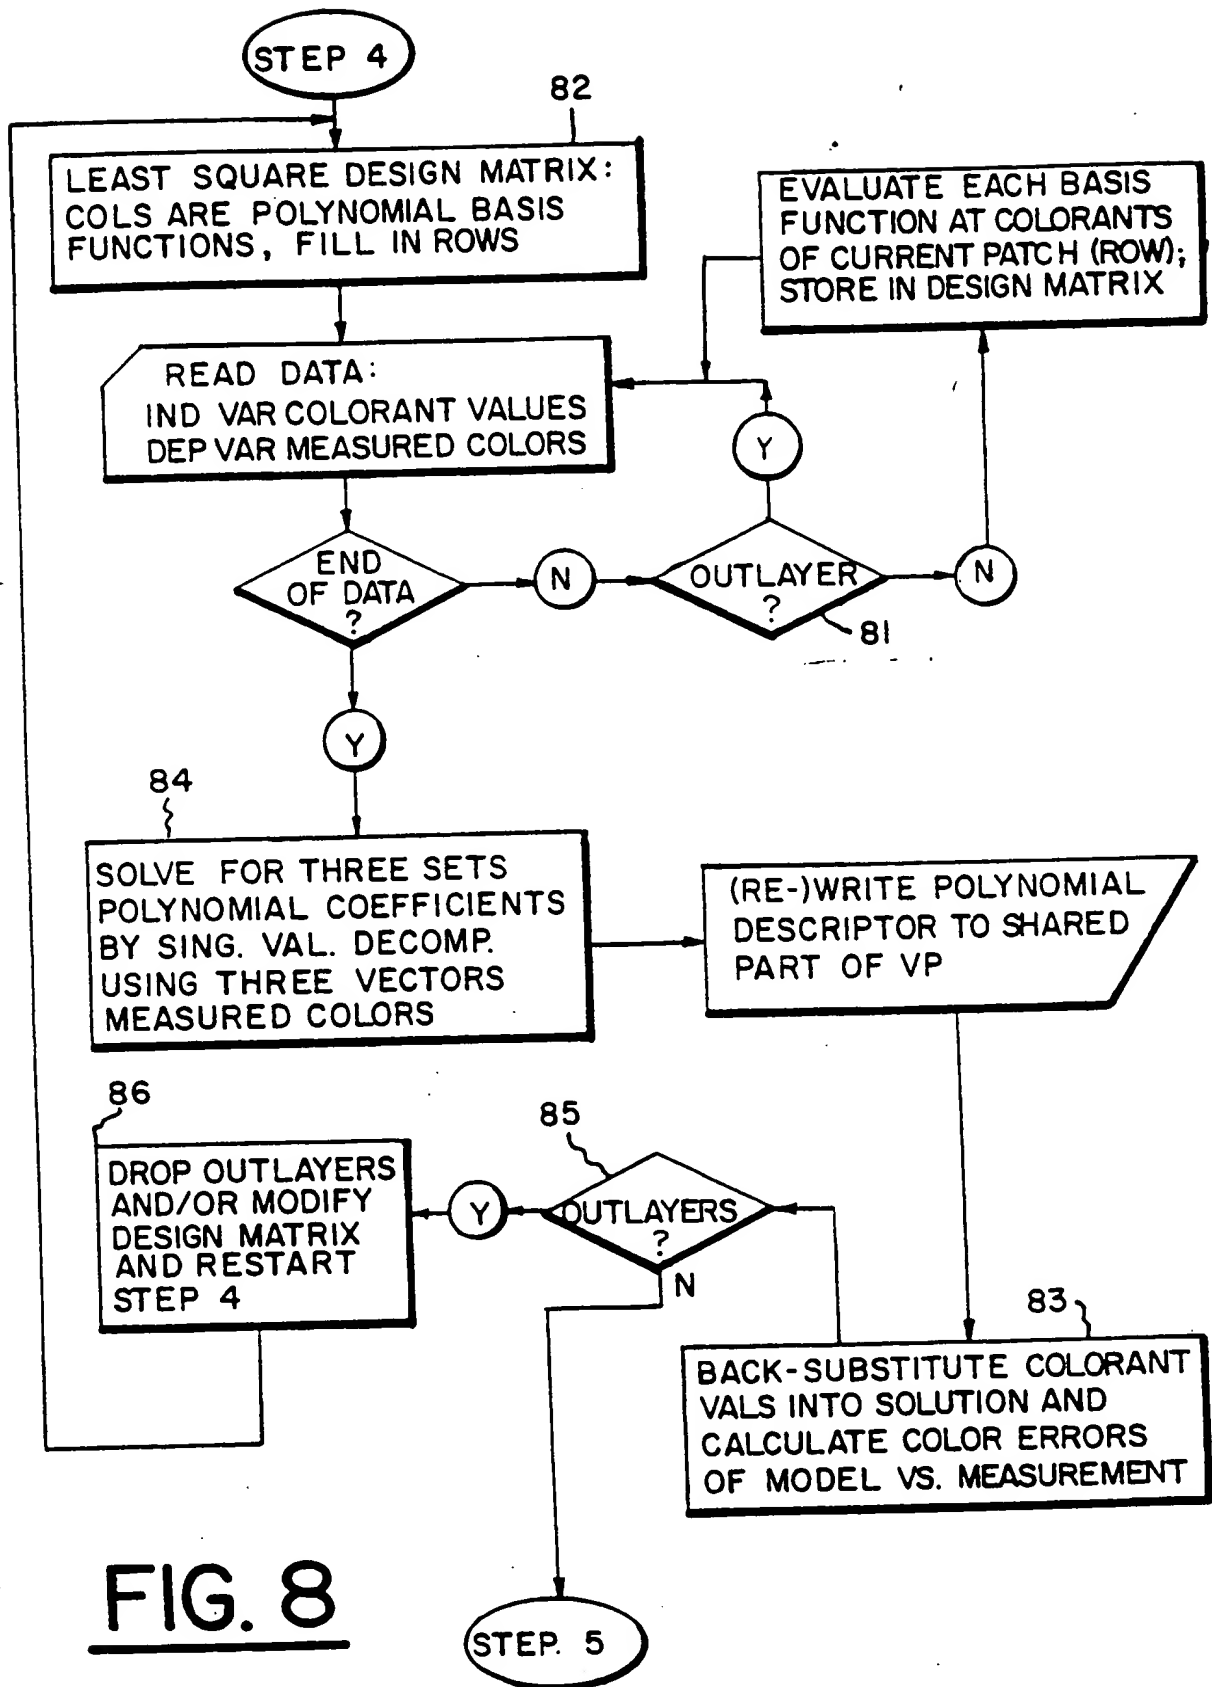 STEP 4
82
LEAST SQUARE DESIGN MATRIX:
COLS ARE POLYNOMIAL BASIS
FUNCTIONS, FILL IN ROWS
EVALUATE EACH BASIS
FUNCTION AT COLORANTS
OF CURRENT PATCH (ROW);
STORE IN DESIGN MATRIX
READ DATA:
IND VAR COLORANT VALUES
DEP VAR MEASURED COLORS
Y
END
OF DATA
?
N
OUTLAYER
?
N
81
Y
84
SOLVE FOR THREE SETS
POLYNOMIAL COEFFICIENTS
BY SING. VAL. DECOMP.
USING THREE VECTORS
MEASURED COLORS
(RE-)WRITE POLYNOMIAL
DESCRIPTOR TO SHARED
PART OF VP
86
DROP OUTLAYERS
AND/OR MODIFY
DESIGN MATRIX
AND RESTART
STEP 4
Y
85
OUTLAYERS
?
N
83
BACK-SUBSTITUTE COLORANT
VALS INTO SOLUTION AND
CALCULATE COLOR ERRORS
OF MODEL VS. MEASUREMENT
FIG. 8
STEP. 5